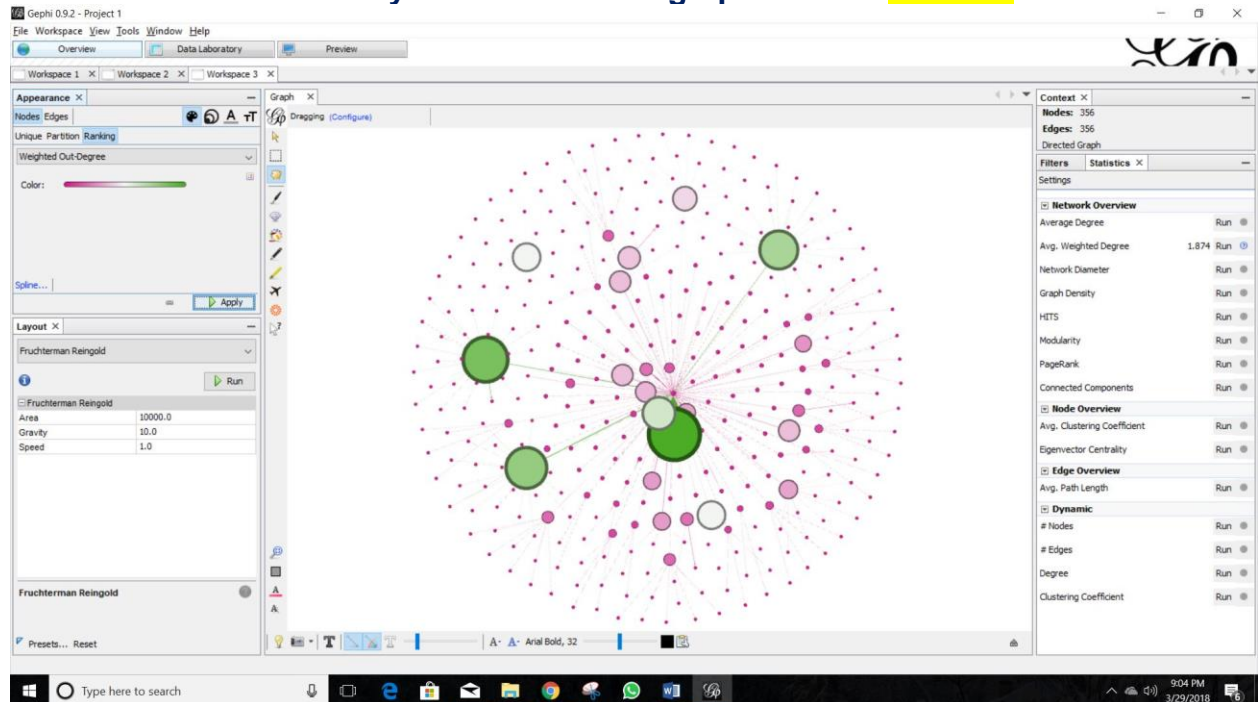 Gephi 0.9.2 - Project 1
File Workspace View Tools Window Help
Overview Data Laboratory Preview
Workspace 1 Workspace 2 Workspace 3
Appearance
Nodes Edges
Unique Partition Ranking
Weighted Out-Degree
Color:
Spline...
Apply
Layout
Fruchterman Reingold
Run
Fruchterman Reingold
Area 10000.0
Gravity 10.0
Speed 1.0
Fruchterman Reingold
Presets... Reset
Graph
Dragging (Configure)
Arial Bold, 32
Context
Nodes: 356
Edges: 356
Directed Graph
Filters Statistics
Settings
Network Overview
Average Degree Run
Avg. Weighted Degree 1.874 Run
Network Diameter Run
Graph Density Run
HITS Run
Modularity Run
PageRank Run
Connected Components Run
Node Overview
Avg. Clustering Coefficient Run
Eigenvector Centrality Run
Edge Overview
Avg. Path Length Run
Dynamic
# Nodes Run
# Edges Run
Degree Run
Clustering Coefficient Run
Type here to search
9:04 PM
3/29/2018